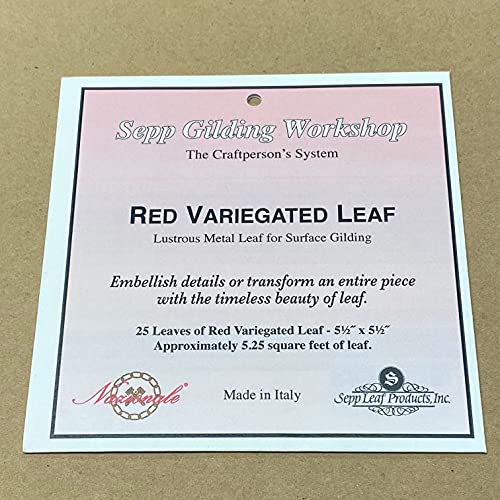 Sepp Gilding Workshop
The Craftperson's System
RED VARIEGATED LEAF
Lustrous Metal Leaf for Surface Gilding
Embellish details or transform an entire piece
with the timeless beauty of leaf.
25 Leaves of Red Variegated Leaf - 5½″ x 5½″
Approximately 5.25 square feet of leaf.
Nazionale®
Made in Italy
S
Sepp Leaf Products, Inc.